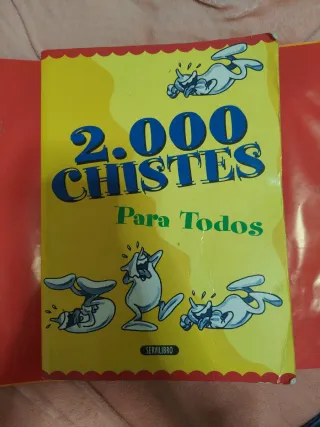 2.000
CHISTES
Para Todos
SERVILIBRO